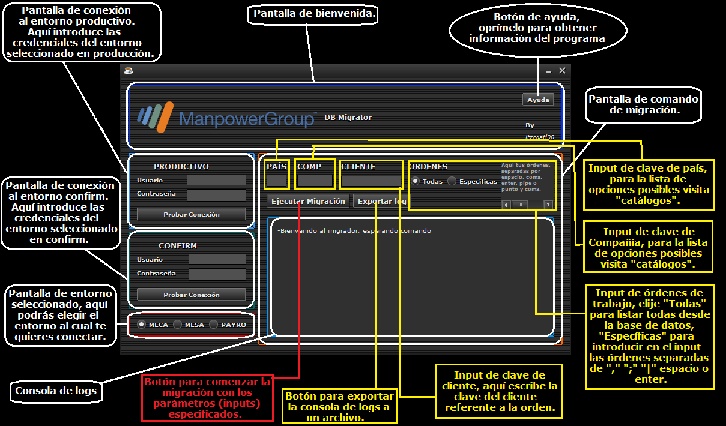 Pantalla de conexión
al entorno productivo.
Aquí introduce las
credenciales del entorno
seleccionado en producción.
Pantalla de bienvenida.
Botón de ayuda,
oprímelo para obtener
información del programa
Ayuda
ManpowerGroup
DB Migrator
By
Pantalla de comando
de migración.
PRODUCTIVO
Usuario
Contraseña
Probar Conexión
PAÍS
COMP
CLIENTE
ÓRDENES
Todas
Específicas
Aquí tus órdenes,
separadas por
espacio, coma,
enter, pipe o
punto y coma
Ejecutar Migración
Exportar log
Input de clave de país,
para la lista de
opciones posibles visita
"catálogos".
Pantalla de conexión
al entorno confirm.
Aquí introduce las
credenciales del
entorno seleccionado
en confirm.
CONFIRM
Usuario
Contraseña
Probar Conexión
-Bienvenido al migrador, esperando comando
Input de clave de
Compañia, para la lista
de opciones posibles
visita "catálogos".
Pantalla de entorno
seleccionado, aquí
podrás elegir el
entorno al cual te
quieres conectar.
MECA
MESA
PAYRO
Input de órdenes de
trabajo, elije "Todas"
para listar todas desde
la base de datos,
"Específicas" para
introducir en el input
las órdenes separadas
de "," ";" "|" espacio o
enter.
Consola de logs
Botón para comenzar la
migración con los
parámetros (inputs)
especificados.
Botón para exportar
la consola de logs a
un archivo.
Input de clave de
cliente, aquí escribe la
clave del cliente
referente a la orden.